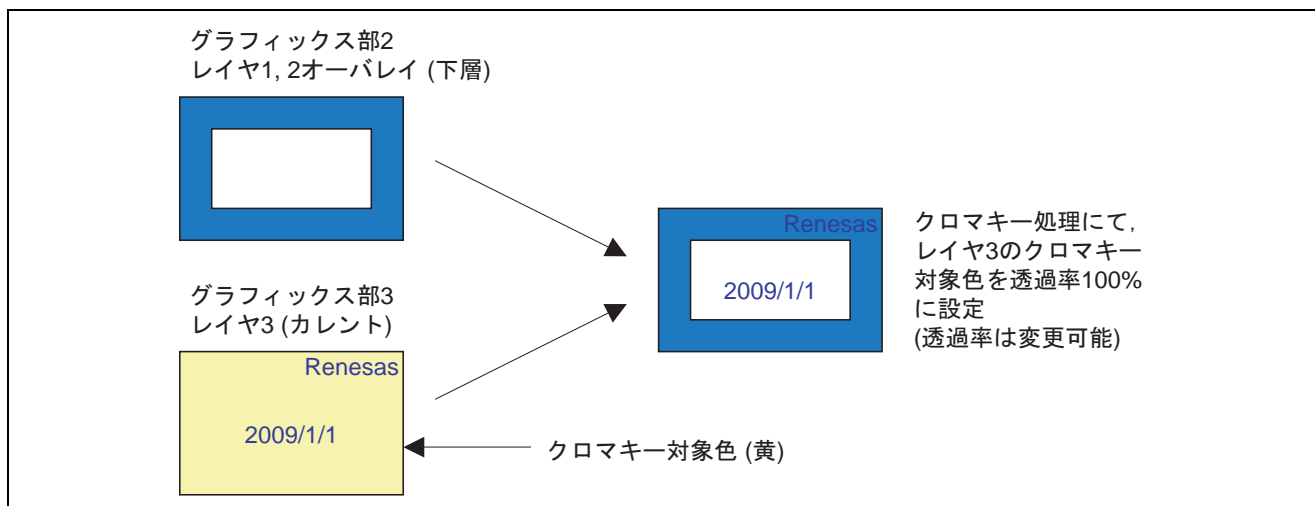 グラフィックス部2
レイヤ1, 2オーバレイ (下層)
グラフィックス部3
レイヤ3 (カレント)
Renesas
2009/1/1
クロマキー対象色 (黄)
Renesas
2009/1/1
クロマキー処理にて,
レイヤ3のクロマキー
対象色を透過率100%
に設定
(透過率は変更可能)